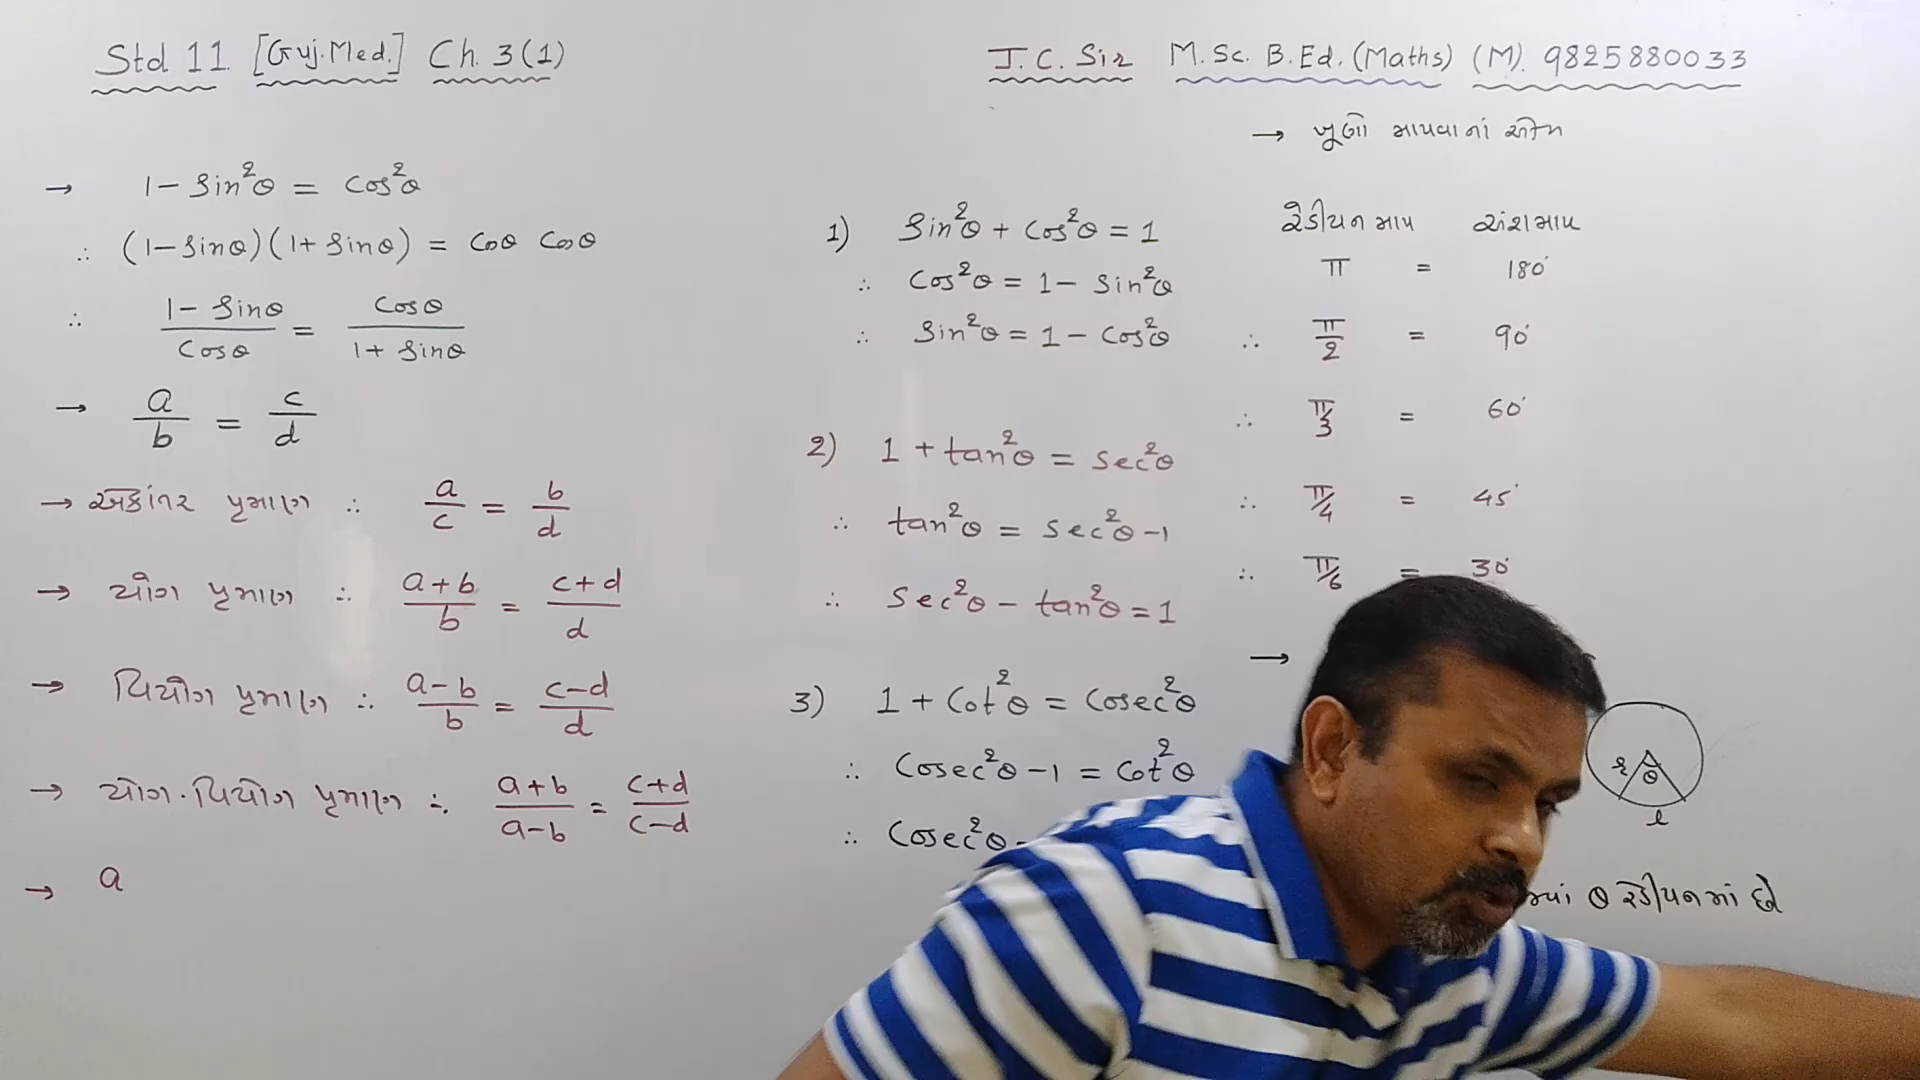 Std 11 [Guj. Med.] Ch. 3(1)
J. C. Sir M. Sc. B. Ed. (Maths) (M). 9825880033
→ 1 - Sin²θ = Cos²θ
∴ (1 - Sinθ)(1 + Sinθ) = Cosθ Cosθ
∴ (1 - Sinθ)/Cosθ = Cosθ/(1 + Sinθ)
→ a/b = c/d
→ એકાંતર પ્રમાણ ∴ a/c = b/d
→ યોગ પ્રમાણ ∴ (a+b)/b = (c+d)/d
→ વિયોગ પ્રમાણ ∴ (a-b)/b = (c-d)/d
→ યોગ.વિયોગ પ્રમાણ ∴ (a+b)/(a-b) = (c+d)/(c-d)
→ a
1) Sin²θ + Cos²θ = 1
∴ Cos²θ = 1 - Sin²θ
∴ Sin²θ = 1 - Cos²θ
2) 1 + tan²θ = Sec²θ
∴ tan²θ = Sec²θ - 1
∴ Sec²θ - tan²θ = 1
3) 1 + Cot²θ = Cosec²θ
∴ Cosec²θ - 1 = Cot²θ
∴ Cosec²θ -
→ ખૂણો માપવાનાં એકમ
રેડીયન માપ અંશમાપ
π = 180°
∴ π/2 = 90°
∴ π/3 = 60°
∴ π/4 = 45°
∴ π/6 = 30°
→
r θ
l
θ રેડીયનમાં છે